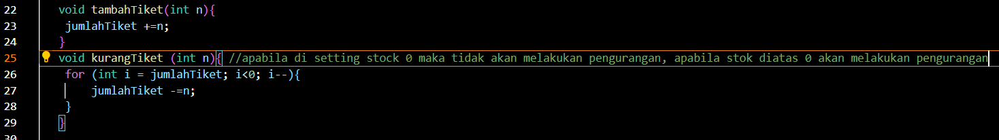 22 void tambahTiket(int n){
23 jumlahTiket +=n;
24 }
25 void kurangTiket (int n){ //apabila di setting stock 0 maka tidak akan melakukan pengurangan, apabila stok diatas 0 akan melakukan pengurangan
26 for (int i = jumlahTiket; i<0; i--){
27 jumlahTiket -=n;
28 }
29 }
30